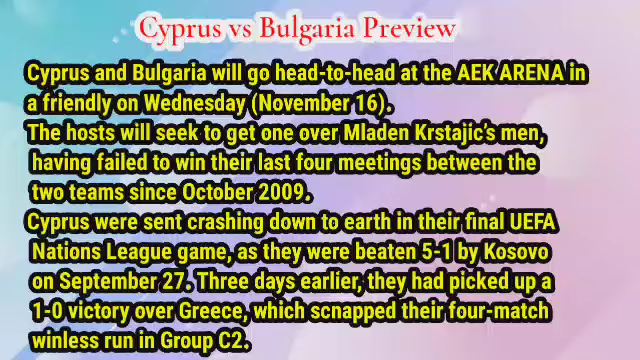 Cyprus vs Bulgaria Preview
Cyprus and Bulgaria will go head-to-head at the AEK ARENA in
a friendly on Wednesday (November 16).
The hosts will seek to get one over Mladen Krstajic's men,
having failed to win their last four meetings between the
two teams since October 2009.
Cyprus were sent crashing down to earth in their final UEFA
Nations League game, as they were beaten 5-1 by Kosovo
on September 27. Three days earlier, they had picked up a
1-0 victory over Greece, which scnapped their four-match
winless run in Group C2.